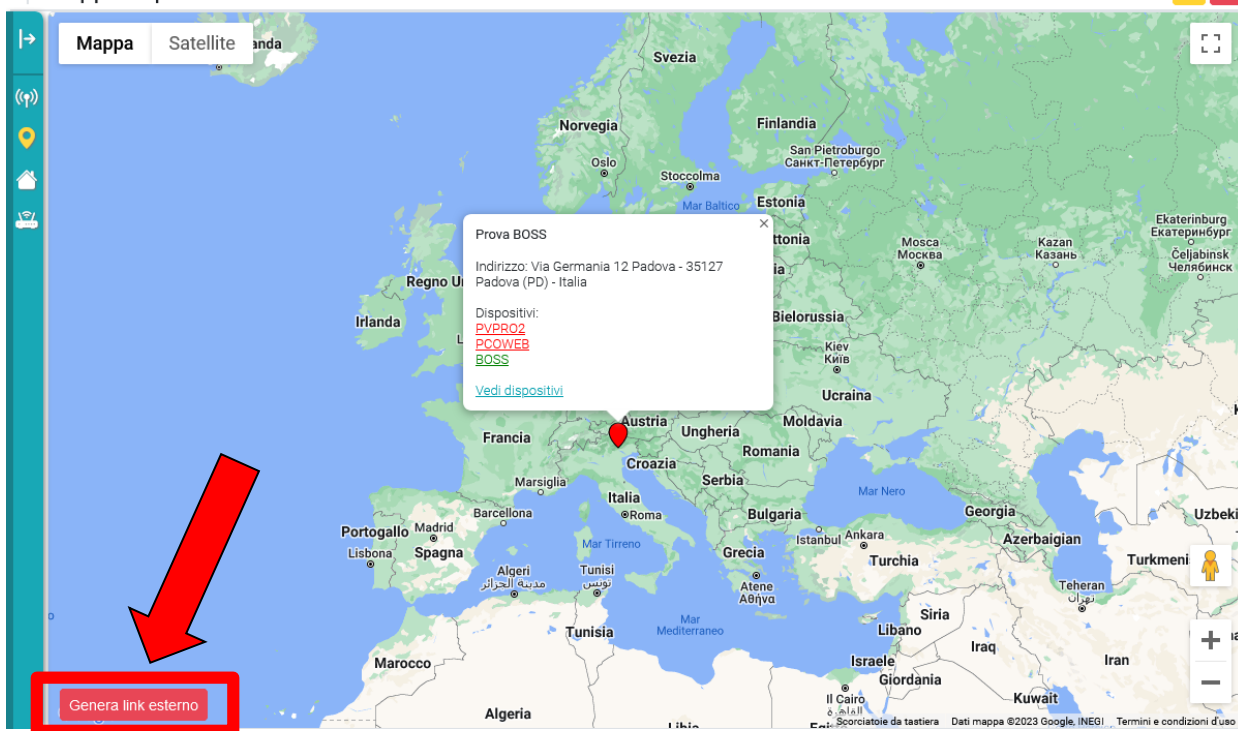 Mappa
Satellite
Svezia
Norvegia
Finlandia
San Pietroburgo
Санкт-Петербург
Oslo
Stoccolma
Mar Baltico
Estonia
Ekaterinburg
Екатеринбург
Prova BOSS
×
Mosca
Москва
Kazan
Казань
Čeljabinsk
Челябинск
Indirizzo: Via Germania 12 Padova - 35127
Padova (PD) - Italia
Irlanda
Dispositivi:
PVPRO2
PCOWEB
BOSS
Bielorussia
Kiev
Київ
Vedi dispositivi
Ucraina
Austria
Moldavia
Francia
Ungheria
Romania
Croazia
Marsiglia
Serbia
Italia
Mar Nero
Barcellona
Roma
Bulgaria
Georgia
Portogallo
Madrid
Istanbul
Ankara
Azerbaigian
Lisbona
Spagna
Mar Tirreno
Grecia
Turchia
Algeri
مدينة الجزائر
Tunisi
تونس
Atene
Αθήνα
Teheran
تهران
Mar
Mediterraneo
Siria
Libano
Tunisia
Iraq
Iran
Marocco
Israele
Giordania
Genera link esterno
Il Cairo
Kuwait
Algeria
Scorciatoie da tastiera
Dati mappa ©2023 Google, INEGI
Termini e condizioni d'uso